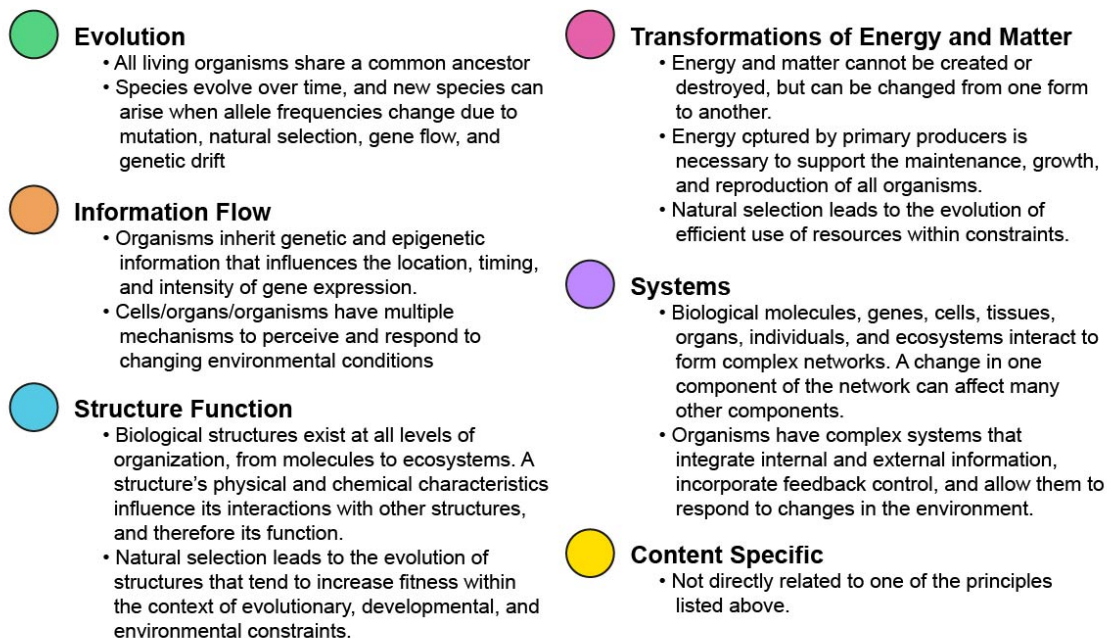 Evolution
• All living organisms share a common ancestor
• Species evolve over time, and new species can
arise when allele frequencies change due to
mutation, natural selection, gene flow, and
genetic drift
Information Flow
• Organisms inherit genetic and epigenetic
information that influences the location, timing,
and intensity of gene expression.
• Cells/organs/organisms have multiple
mechanisms to perceive and respond to
changing environmental conditions
Structure Function
• Biological structures exist at all levels of
organization, from molecules to ecosystems. A
structure's physical and chemical characteristics
influence its interactions with other structures,
and therefore its function.
• Natural selection leads to the evolution of
structures that tend to increase fitness within
the context of evolutionary, developmental, and
environmental constraints.
Transformations of Energy and Matter
• Energy and matter cannot be created or
destroyed, but can be changed from one form
to another.
• Energy cptured by primary producers is
necessary to support the maintenance, growth,
and reproduction of all organisms.
• Natural selection leads to the evolution of
efficient use of resources within constraints.
Systems
• Biological molecules, genes, cells, tissues,
organs, individuals, and ecosystems interact to
form complex networks. A change in one
component of the network can affect many
other components.
• Organisms have complex systems that
integrate internal and external information,
incorporate feedback control, and allow them to
respond to changes in the environment.
Content Specific
• Not directly related to one of the principles
listed above.